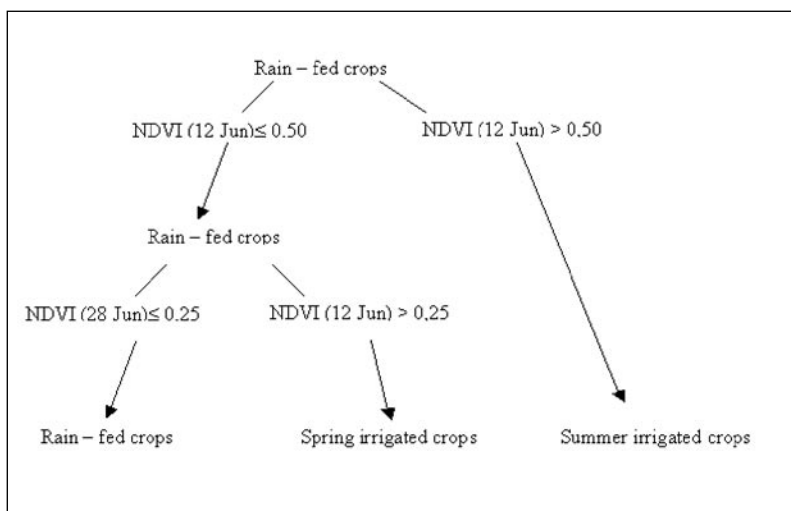 Rain – fed crops
NDVI (12 Jun)≤ 0.50
NDVI (12 Jun) > 0.50
Rain – fed crops
NDVI (28 Jun)≤ 0.25
NDVI (12 Jun) > 0.25
Rain – fed crops
Spring irrigated crops
Summer irrigated crops